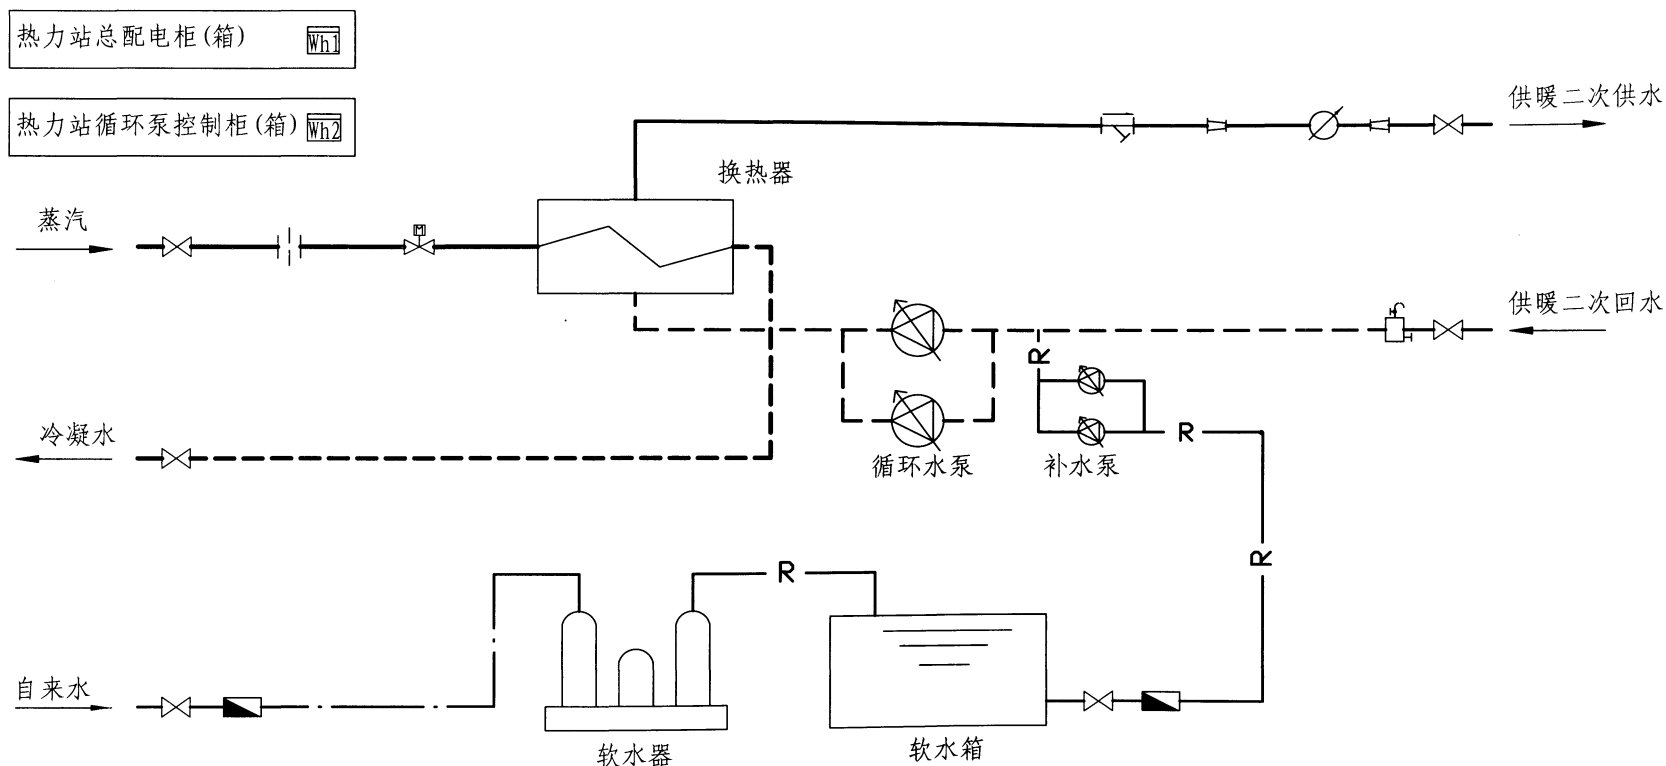 热力站总配电柜(箱) Wh1
热力站循环泵控制柜(箱) Wh2
供暖二次供水
换热器
蒸汽
M
供暖二次回水
R
冷凝水
循环水泵
补水泵
R
R
R
自来水
软水器
软水箱